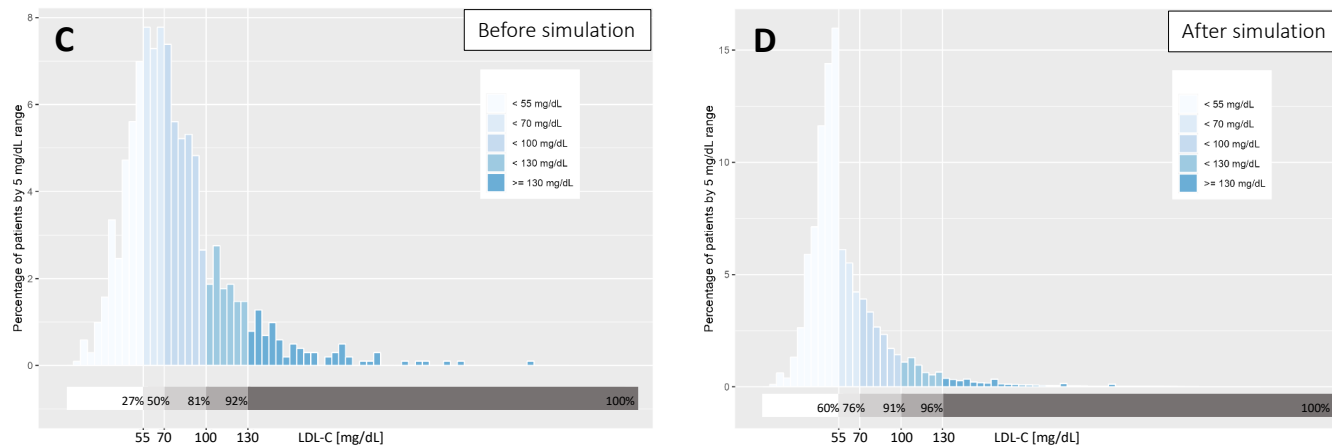 C
Before simulation
Percentage of patients by 5 mg/dL range
8
6
4
2
0
< 55 mg/dL
< 70 mg/dL
< 100 mg/dL
< 130 mg/dL
>= 130 mg/dL
27% 50% 81% 92% 100%
55 70 100 130 LDL-C [mg/dL]
D
After simulation
Percentage of patients by 5 mg/dL range
15
10
5
0
< 55 mg/dL
< 70 mg/dL
< 100 mg/dL
< 130 mg/dL
>= 130 mg/dL
60% 76% 91% 96% 100%
55 70 100 130 LDL-C [mg/dL]